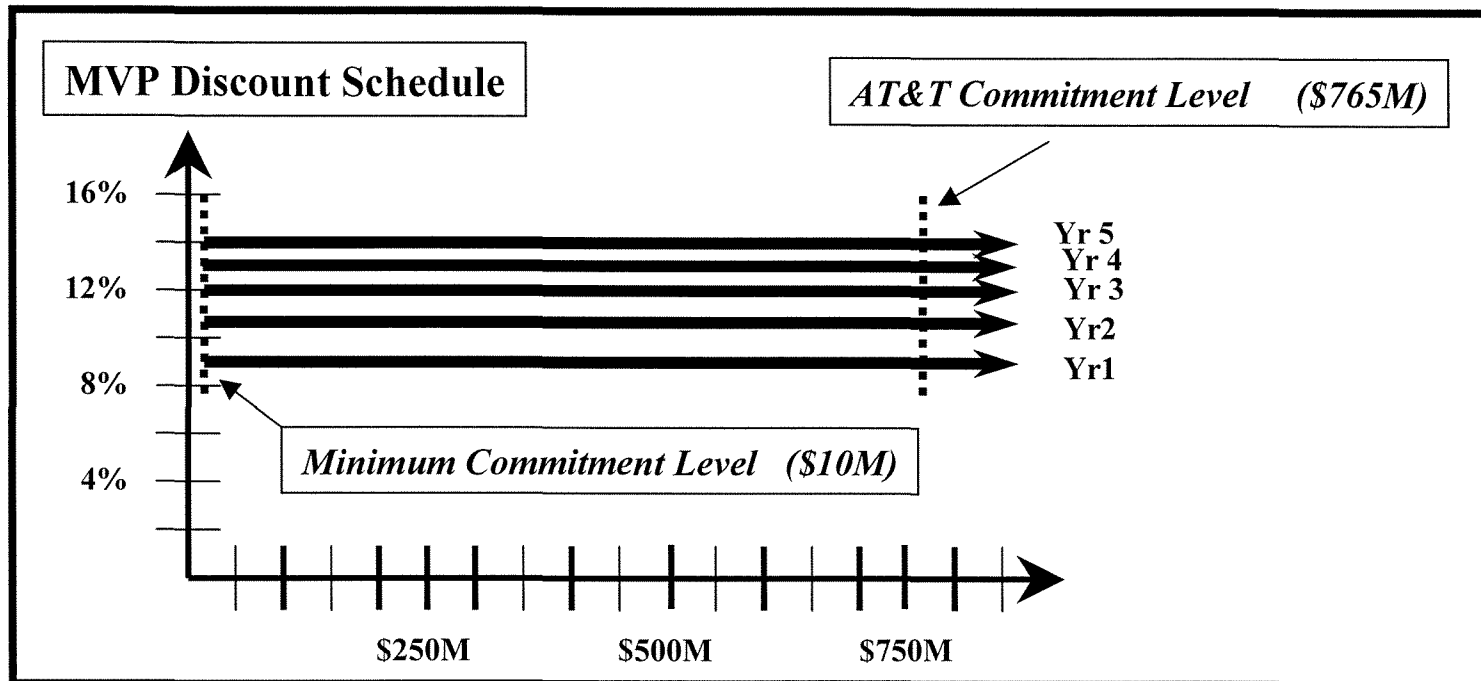 MVP Discount Schedule
AT&T Commitment Level ($765M)
16%
12%
8%
4%
Yr 5
Yr 4
Yr 3
Yr2
Yr1
Minimum Commitment Level ($10M)
$250M
$500M
$750M